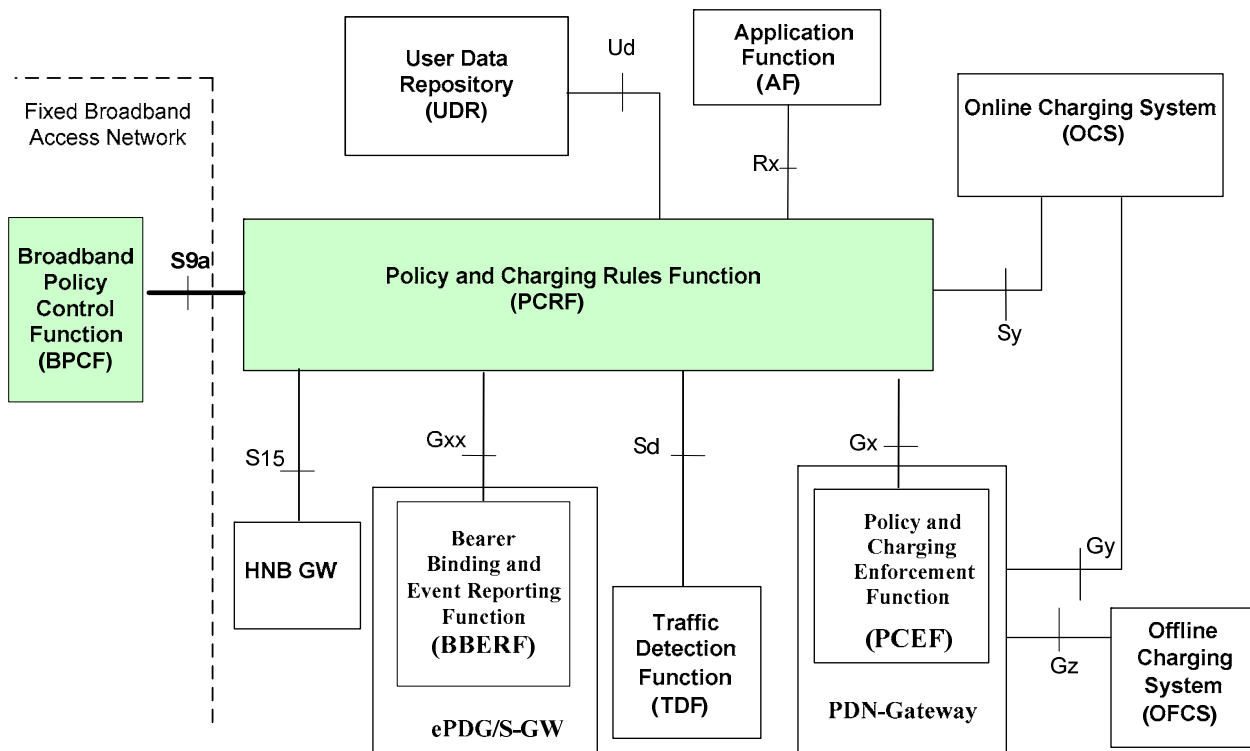 Ud
User Data
Repository
(UDR)
Application
Function
(AF)
Fixed Broadband
Access Network
Online Charging System
(OCS)
Rx
Broadband
Policy
Control
Function
(BPCF)
S9a
Policy and Charging Rules Function
(PCRF)
Sy
S15
Gxx
Sd
Gx
HNB GW
Bearer
Binding and
Event Reporting
Function
(BBERF)
ePDG/S-GW
Traffic
Detection
Function
(TDF)
Policy and
Charging
Enforcement
Function
(PCEF)
PDN-Gateway
Gy
Gz
Offline
Charging
System
(OFCS)